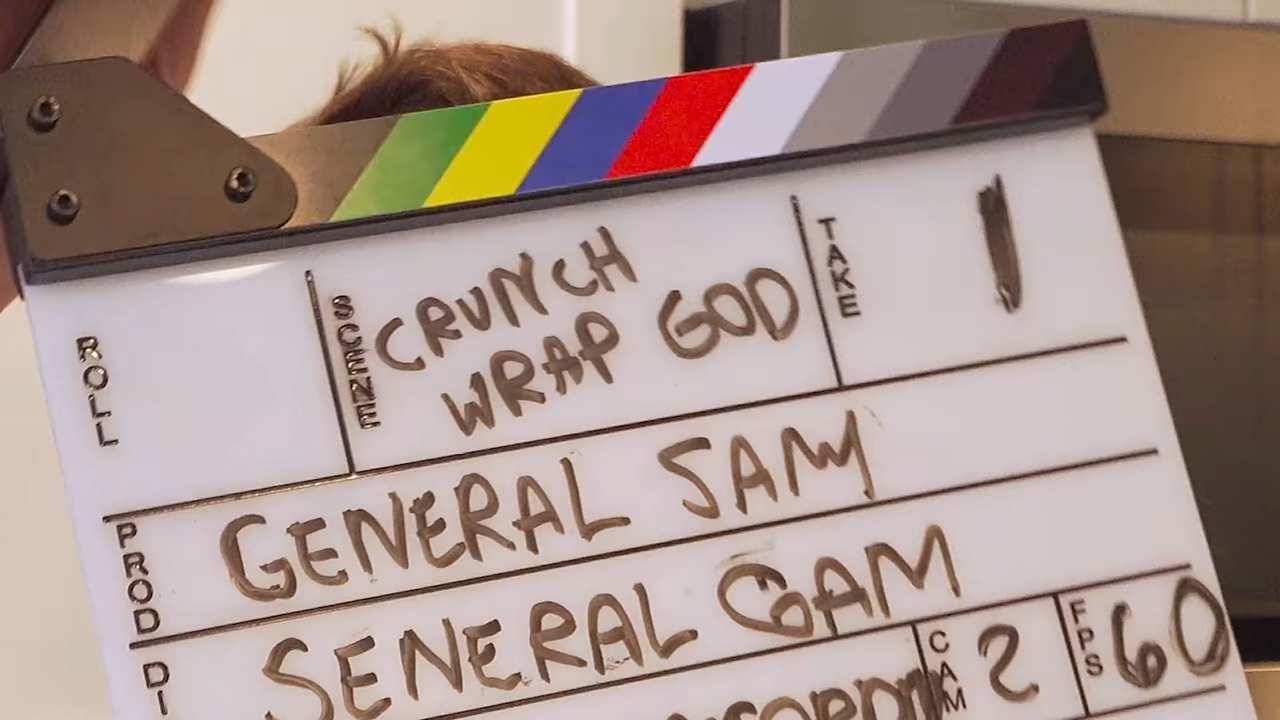 ROLL
SCENE
CRUNCH
WRAP GOD
TAKE
1
PROD
GENERAL SAM
DI
SENERAL GAM
CAM
2
FPS
60